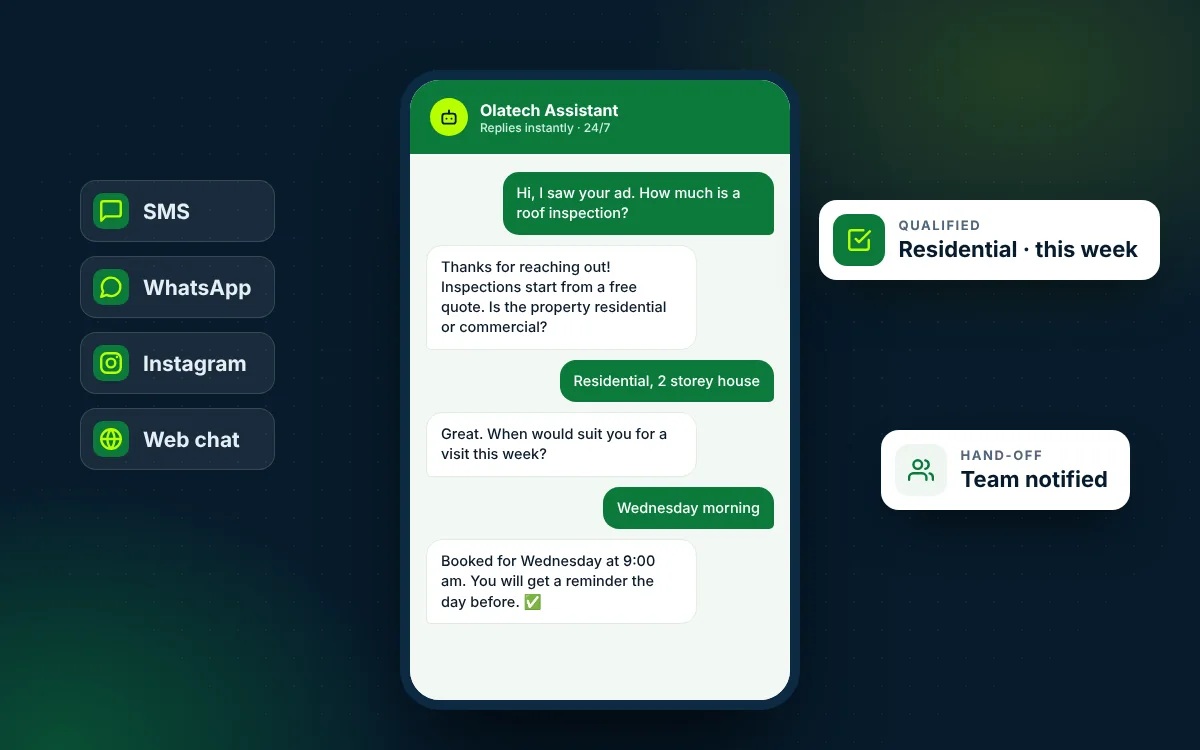 SMS
WhatsApp
Instagram
Web chat
Olatech Assistant
Replies instantly · 24/7
Hi, I saw your ad. How much is a
roof inspection?
Thanks for reaching out!
Inspections start from a free
quote. Is the property residential
or commercial?
Residential, 2 storey house
Great. When would suit you for a
visit this week?
Wednesday morning
Booked for Wednesday at 9:00
am. You will get a reminder the
day before. ✅
QUALIFIED
Residential · this week
HAND-OFF
Team notified